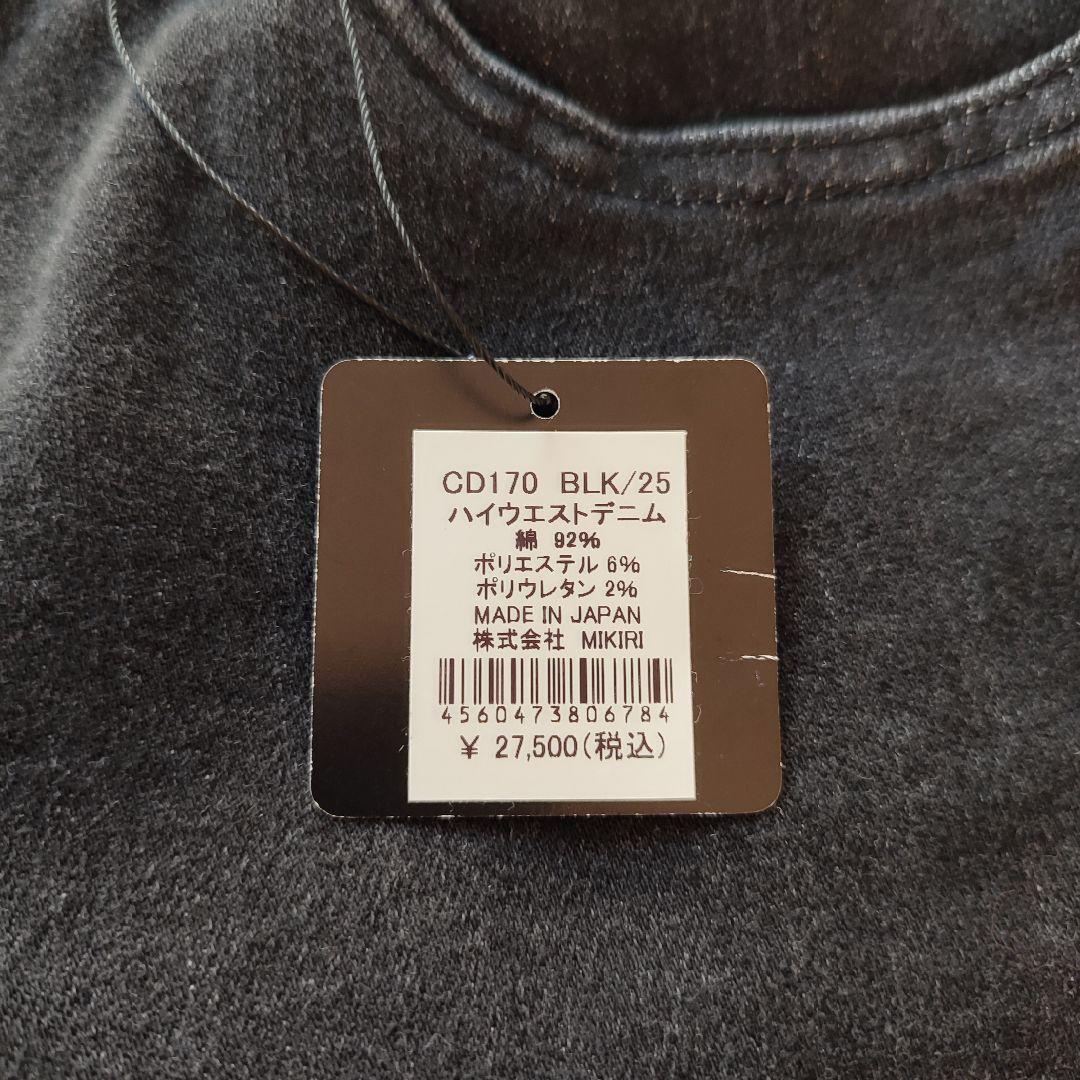 CD170 BLK/25
ハイウエストデニム
綿 92%
ポリエステル 6%
ポリウレタン 2%
MADE IN JAPAN
株式会社 MIKIRI
4560473806784
¥ 27,500(税込)